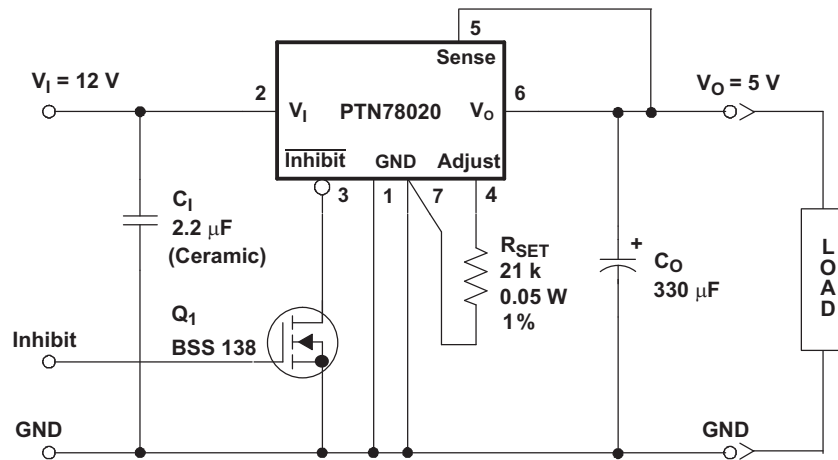 5
Sense
V_I = 12 V
2
V_I
PTN78020
V_O
6
V_O = 5 V
Inhibit
GND
Adjust
3
1
7
4
C_I
2.2 μF
(Ceramic)
R_SET
21 k
0.05 W
1%
+
C_O
330 μF
LOAD
Q_1
BSS 138
Inhibit
GND
GND